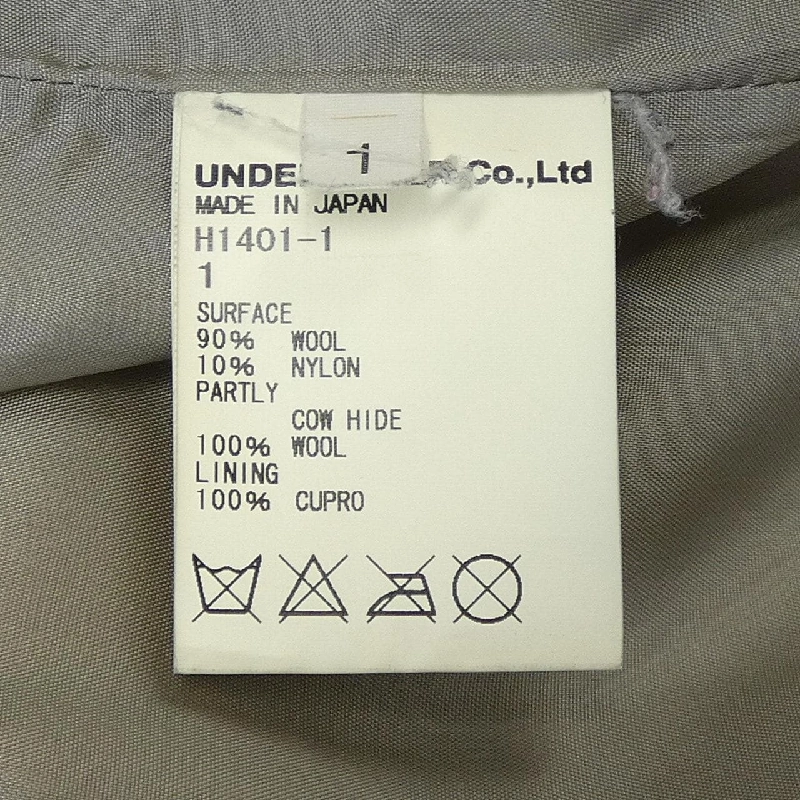 1
Co.,Ltd
MADE IN JAPAN
H1401-1
1
SURFACE
90% WOOL
10% NYLON
PARTLY
COW HIDE
100% WOOL
LINING
100% CUPRO